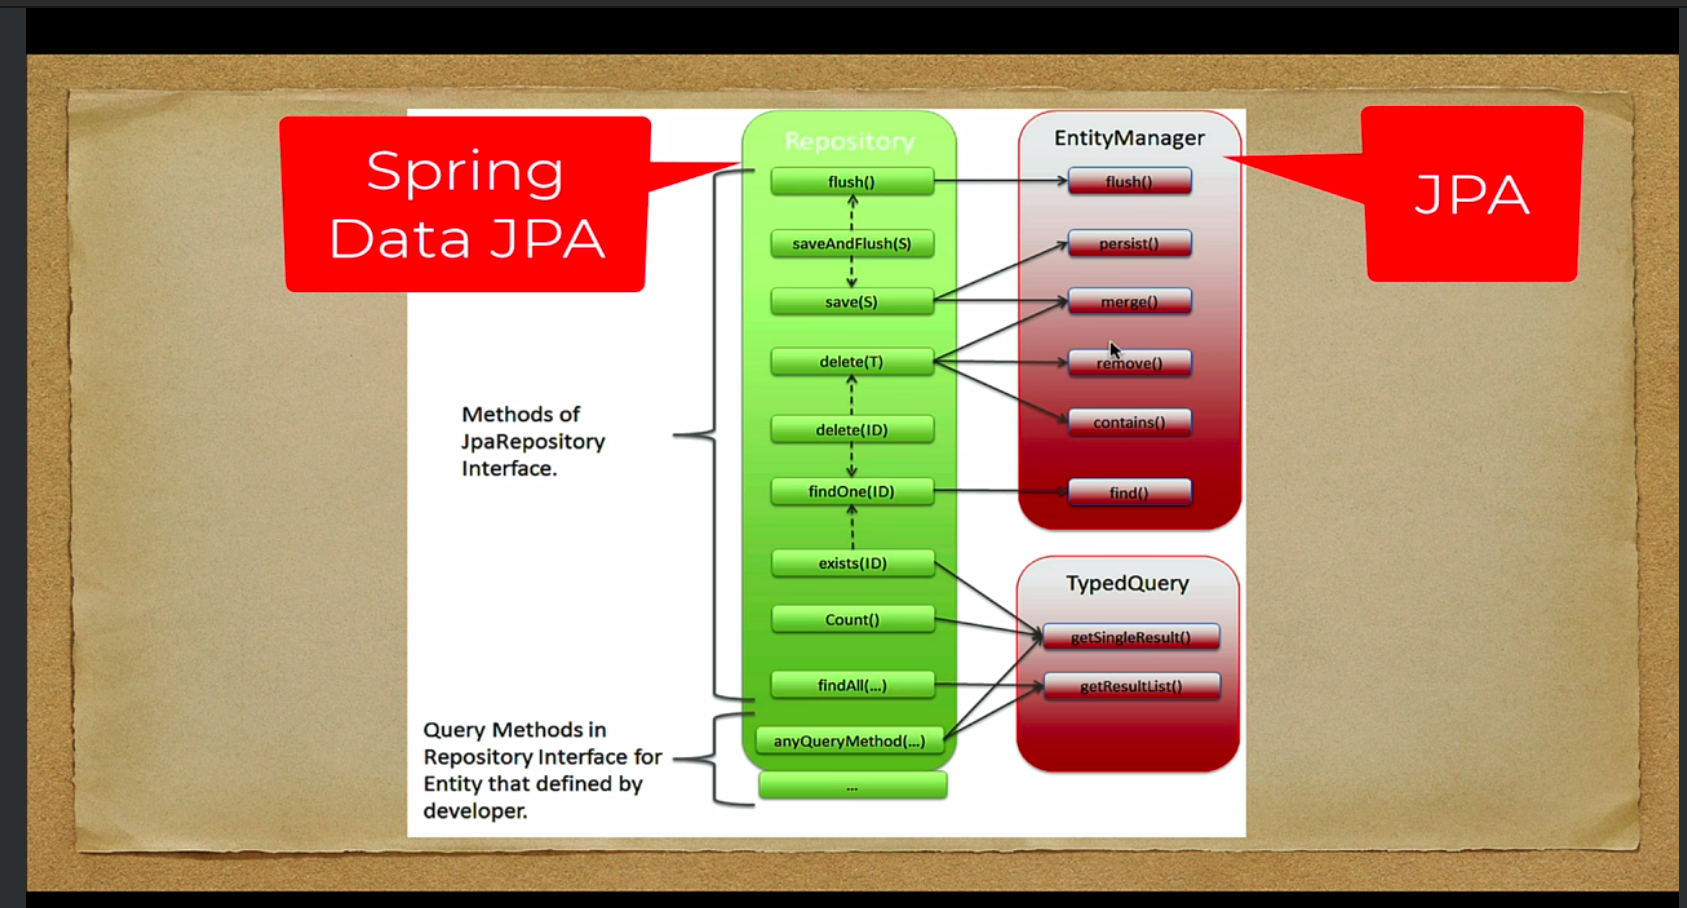 Spring
Data JPA
JPA
Repository
flush()
saveAndFlush(S)
save(S)
delete(T)
delete(ID)
findOne(ID)
exists(ID)
Count()
findAll(...)
anyQueryMethod(...)
...
EntityManager
flush()
persist()
merge()
remove()
contains()
find()
TypedQuery
getSingleResult()
getResultList()
Methods of
JpaRepository
Interface.
Query Methods in
Repository Interface for
Entity that defined by
developer.